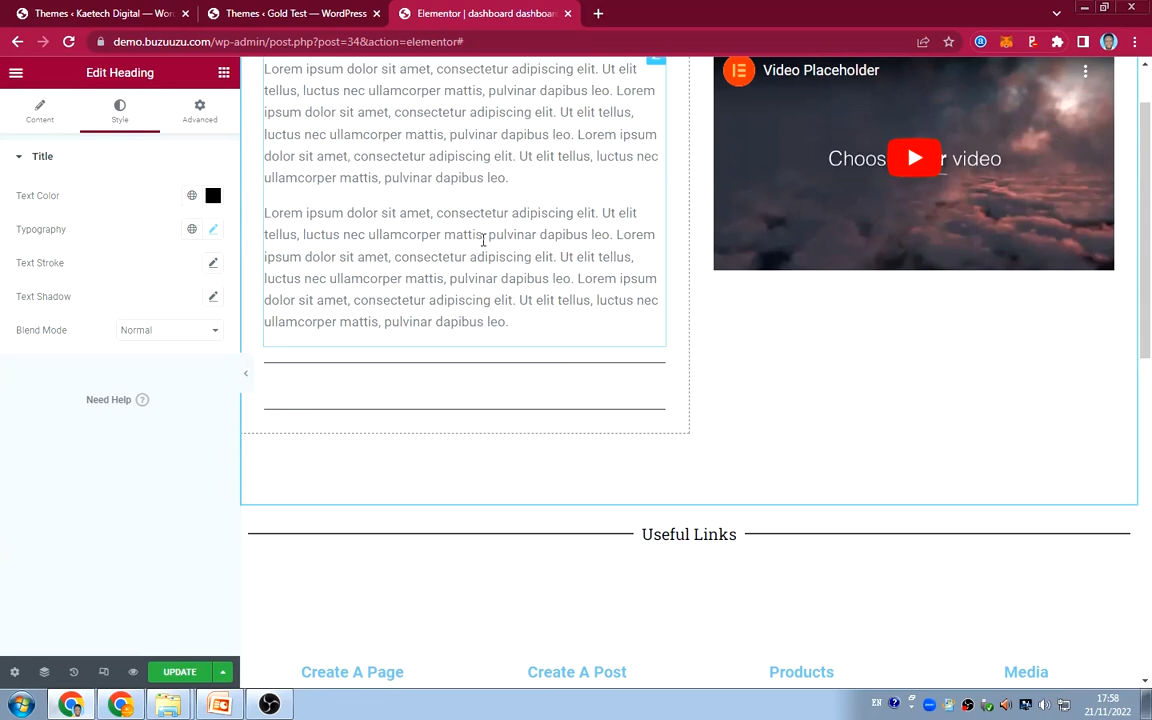 Themes ‹ Kaetech Digital — Wor
Themes ‹ Gold Test — WordPress
Elementor | dashboard dashboar
demo.buzuuzu.com/wp-admin/post.php?post=34&action=elementor#
Edit Heading
Content
Style
Advanced
Title
Text Color
Typography
Text Stroke
Text Shadow
Blend Mode
Normal
Need Help
UPDATE
Lorem ipsum dolor sit amet, consectetur adipiscing elit. Ut elit
tellus, luctus nec ullamcorper mattis, pulvinar dapibus leo. Lorem
ipsum dolor sit amet, consectetur adipiscing elit. Ut elit tellus,
luctus nec ullamcorper mattis, pulvinar dapibus leo. Lorem ipsum
dolor sit amet, consectetur adipiscing elit. Ut elit tellus, luctus nec
ullamcorper mattis, pulvinar dapibus leo.
Lorem ipsum dolor sit amet, consectetur adipiscing elit. Ut elit
tellus, luctus nec ullamcorper mattis, pulvinar dapibus leo. Lorem
ipsum dolor sit amet, consectetur adipiscing elit. Ut elit tellus,
luctus nec ullamcorper mattis, pulvinar dapibus leo. Lorem ipsum
dolor sit amet, consectetur adipiscing elit. Ut elit tellus, luctus nec
ullamcorper mattis, pulvinar dapibus leo.
Video Placeholder
Choos r video
Useful Links
Create A Page
Create A Post
Products
Media
EN
17:58
21/11/2022